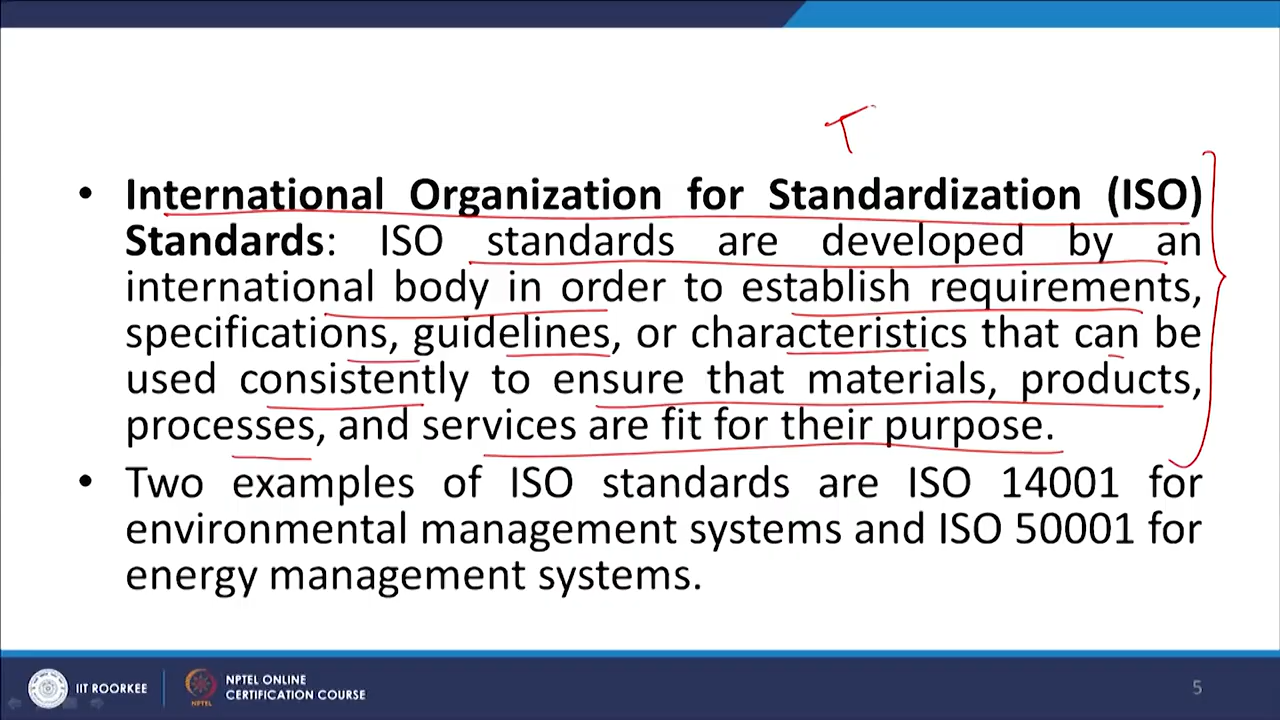 T
• International Organization for Standardization (ISO)
Standards: ISO standards are developed by an
international body in order to establish requirements,
specifications, guidelines, or characteristics that can be
used consistently to ensure that materials, products,
processes, and services are fit for their purpose.
• Two examples of ISO standards are ISO 14001 for
environmental management systems and ISO 50001 for
energy management systems.
IIT ROORKEE
NPTEL
NPTEL ONLINE
CERTIFICATION COURSE
5